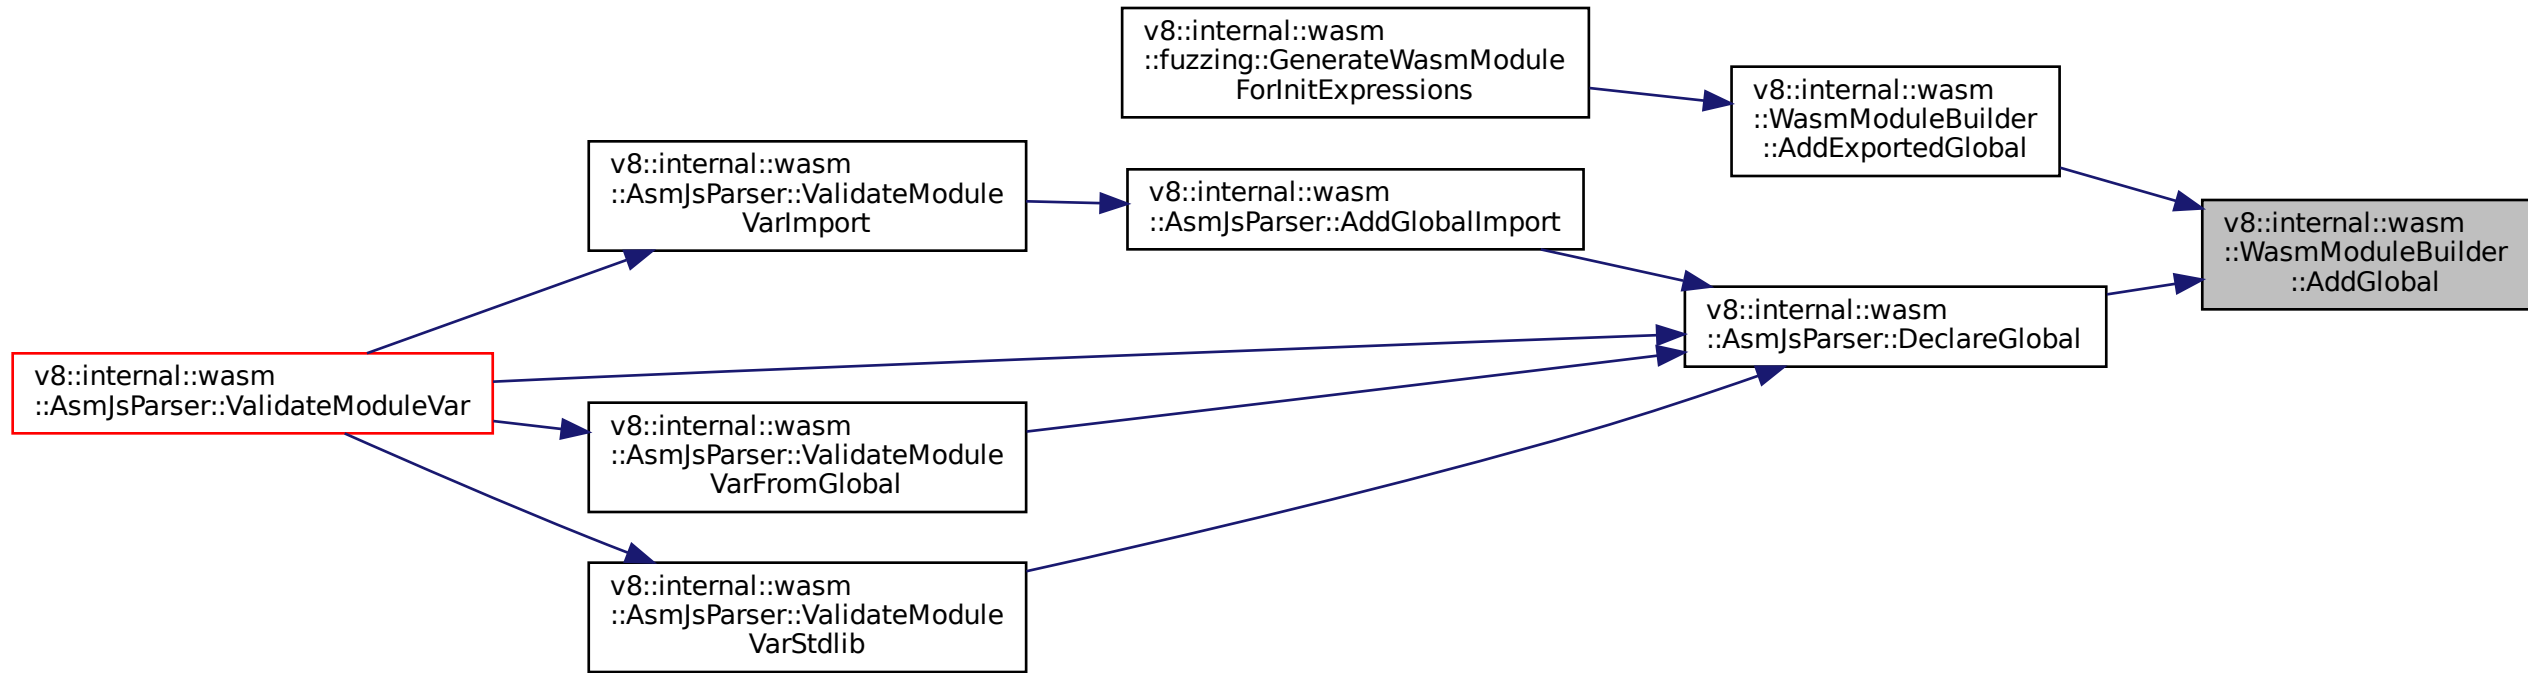 v8::internal::wasm
::fuzzing::GenerateWasmModule
ForInitExpressions
v8::internal::wasm
::WasmModuleBuilder
::AddExportedGlobal
v8::internal::wasm
::AsmJsParser::ValidateModule
VarImport
v8::internal::wasm
::AsmJsParser::AddGlobalImport
v8::internal::wasm
::WasmModuleBuilder
::AddGlobal
v8::internal::wasm
::AsmJsParser::DeclareGlobal
v8::internal::wasm
::AsmJsParser::ValidateModuleVar
v8::internal::wasm
::AsmJsParser::ValidateModule
VarFromGlobal
v8::internal::wasm
::AsmJsParser::ValidateModule
VarStdlib